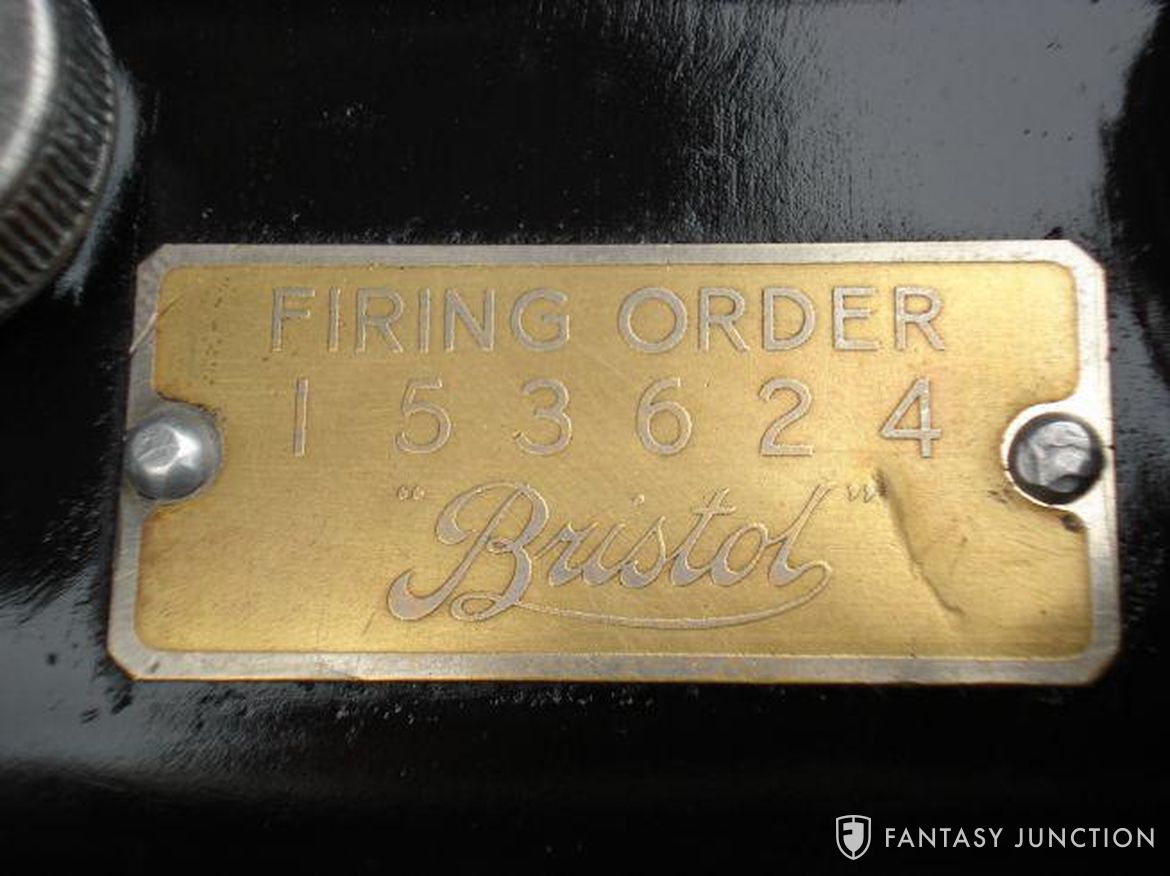 FIRING ORDER
1 5 3 6 2 4
"Bristol"
FANTASY JUNCTION